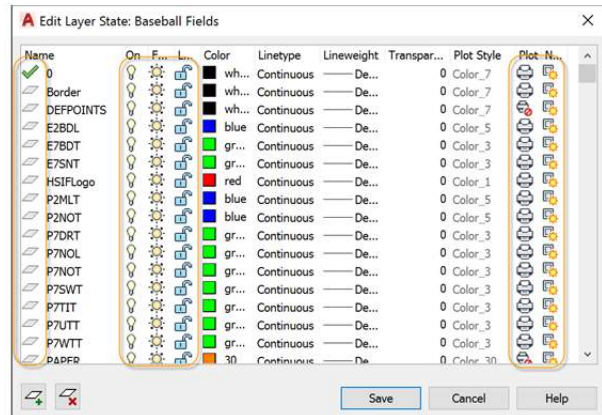 A Edit Layer State: Baseball Fields
Name On F... L... Color Linetype Lineweight Transpar... Plot Style Plot N...
0 wh... Continuous De... 0 Color_7
Border wh... Continuous De... 0 Color_7
DEFPOINTS wh... Continuous De... 0 Color_7
E2BDL blue Continuous De... 0 Color_5
E7BDT gr... Continuous De... 0 Color_3
E7SNT gr... Continuous De... 0 Color_3
HSIFLogo red Continuous De... 0 Color_1
P2MLT blue Continuous De... 0 Color_5
P2NOT blue Continuous De... 0 Color_5
P7DRT gr... Continuous De... 0 Color_3
P7NOL gr... Continuous De... 0 Color_3
P7NOT gr... Continuous De... 0 Color_3
P7SWT gr... Continuous De... 0 Color_3
P7TIT gr... Continuous De... 0 Color_3
P7UTT gr... Continuous De... 0 Color_3
P7WTT gr... Continuous De... 0 Color_3
PAPER 30 Continuous De... 0 Color_30
Save Cancel Help